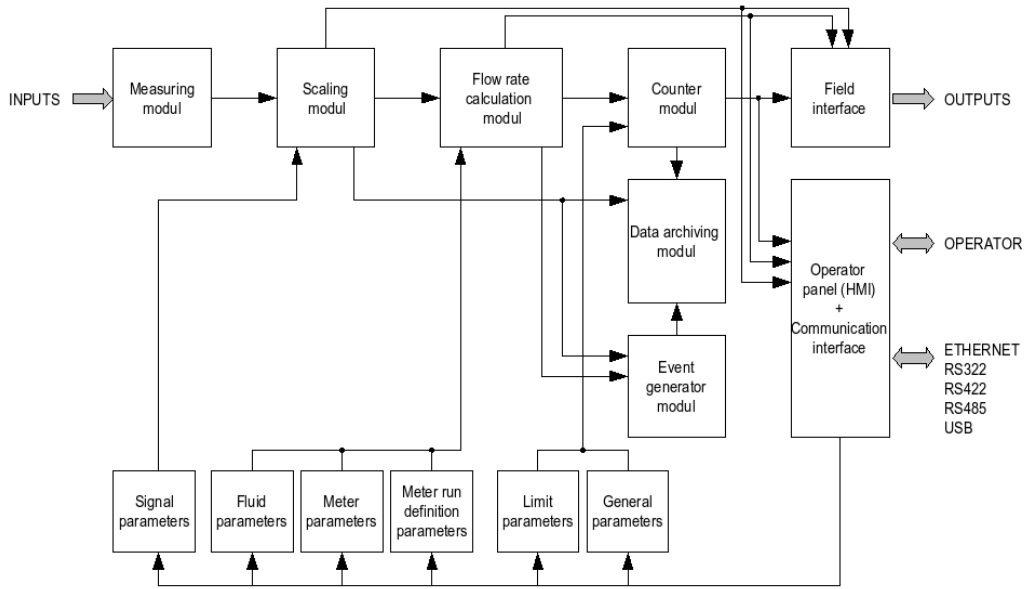 INPUTS
Measuring
modul
Scaling
modul
Flow rate
calculation
modul
Counter
modul
Field
interface
OUTPUTS
Data archiving
modul
Operator
panel (HMI)
+
Communication
interface
OPERATOR
ETHERNET
RS322
RS422
RS485
USB
Event
generator
modul
Signal
parameters
Fluid
parameters
Meter
parameters
Meter run
definition
parameters
Limit
parameters
General
parameters